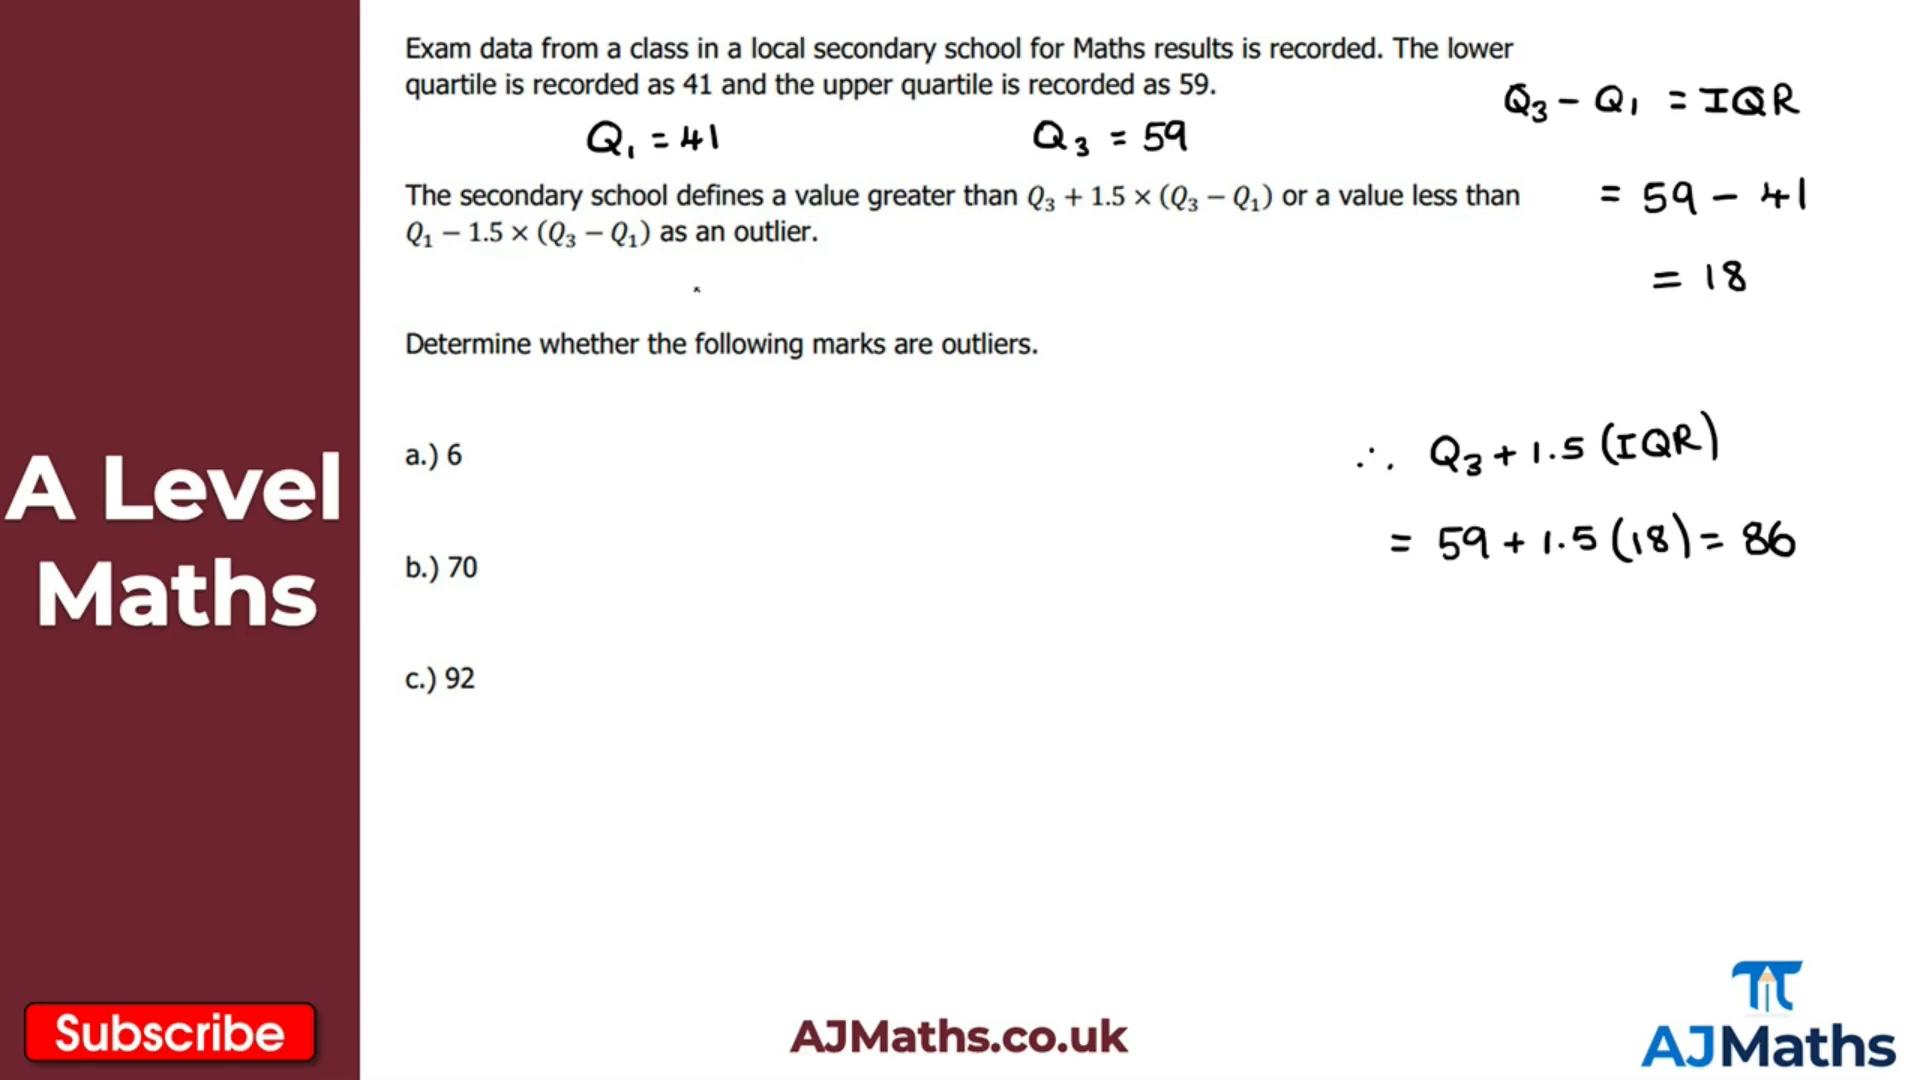 Exam data from a class in a local secondary school for Maths results is recorded. The lower
quartile is recorded as 41 and the upper quartile is recorded as 59.
Q₃ − Q₁ = IQR
Q₁ = 41
Q₃ = 59
The secondary school defines a value greater than Q₃ + 1.5 × (Q₃ − Q₁) or a value less than
Q₁ − 1.5 × (Q₃ − Q₁) as an outlier.
= 59 − 41
= 18
Determine whether the following marks are outliers.
a.) 6
b.) 70
c.) 92
∴ Q₃ + 1.5 (IQR)
= 59 + 1.5 (18) = 86
A Level
Maths
Subscribe
AJMaths.co.uk
AJMaths